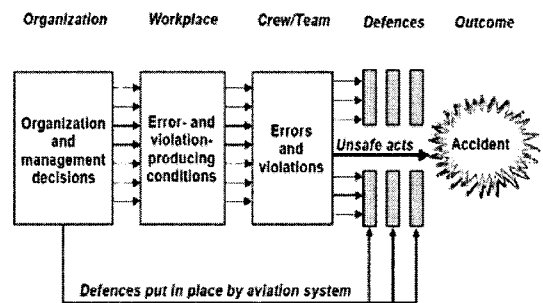 Organization Workplace Crew/Team Defences Outcome
Organization
and
management
decisions
Error- and
violation-
producing
conditions
Errors
and
violations
Unsafe acts
Accident
Defences put in place by aviation system